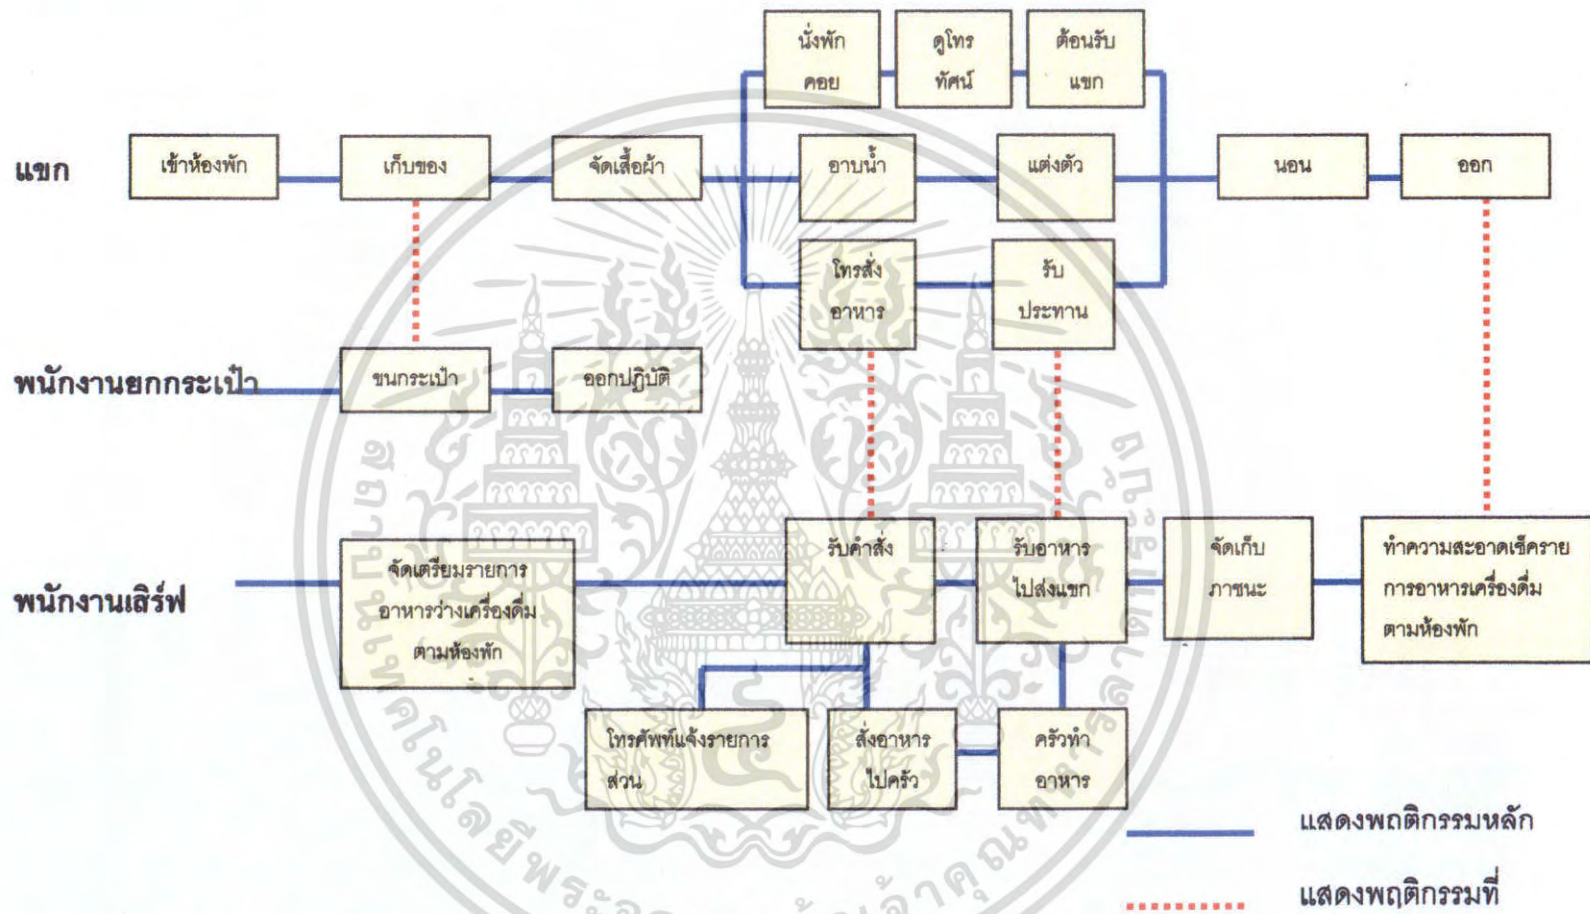 นั่งพัก
คอย
ดูโทร
ทัศน์
ต้อนรับ
แขก
แขก
เข้าห้องพัก
เก็บของ
จัดเสื้อผ้า
อาบน้ำ
แต่งตัว
นอน
ออก
โทรสั่ง
อาหาร
รับ
ประทาน
พนักงานยกกระเป๋า
ขนกระเป๋า
ออกปฏิบัติ
พนักงานเสิร์ฟ
จัดเตรียมรายการ
อาหารว่างเครื่องดื่ม
ตามห้องพัก
รับคำสั่ง
รับอาหาร
ไปส่งแขก
จัดเก็บ
ภาชนะ
ทำความสะอาดเช็คราย
การอาหารเครื่องดื่ม
ตามห้องพัก
โทรศัพท์แจ้งรายการ
ส่วน
สั่งอาหาร
ไปครัว
ครัวทำ
อาหาร
แสดงพฤติกรรมหลัก
แสดงพฤติกรรมที่